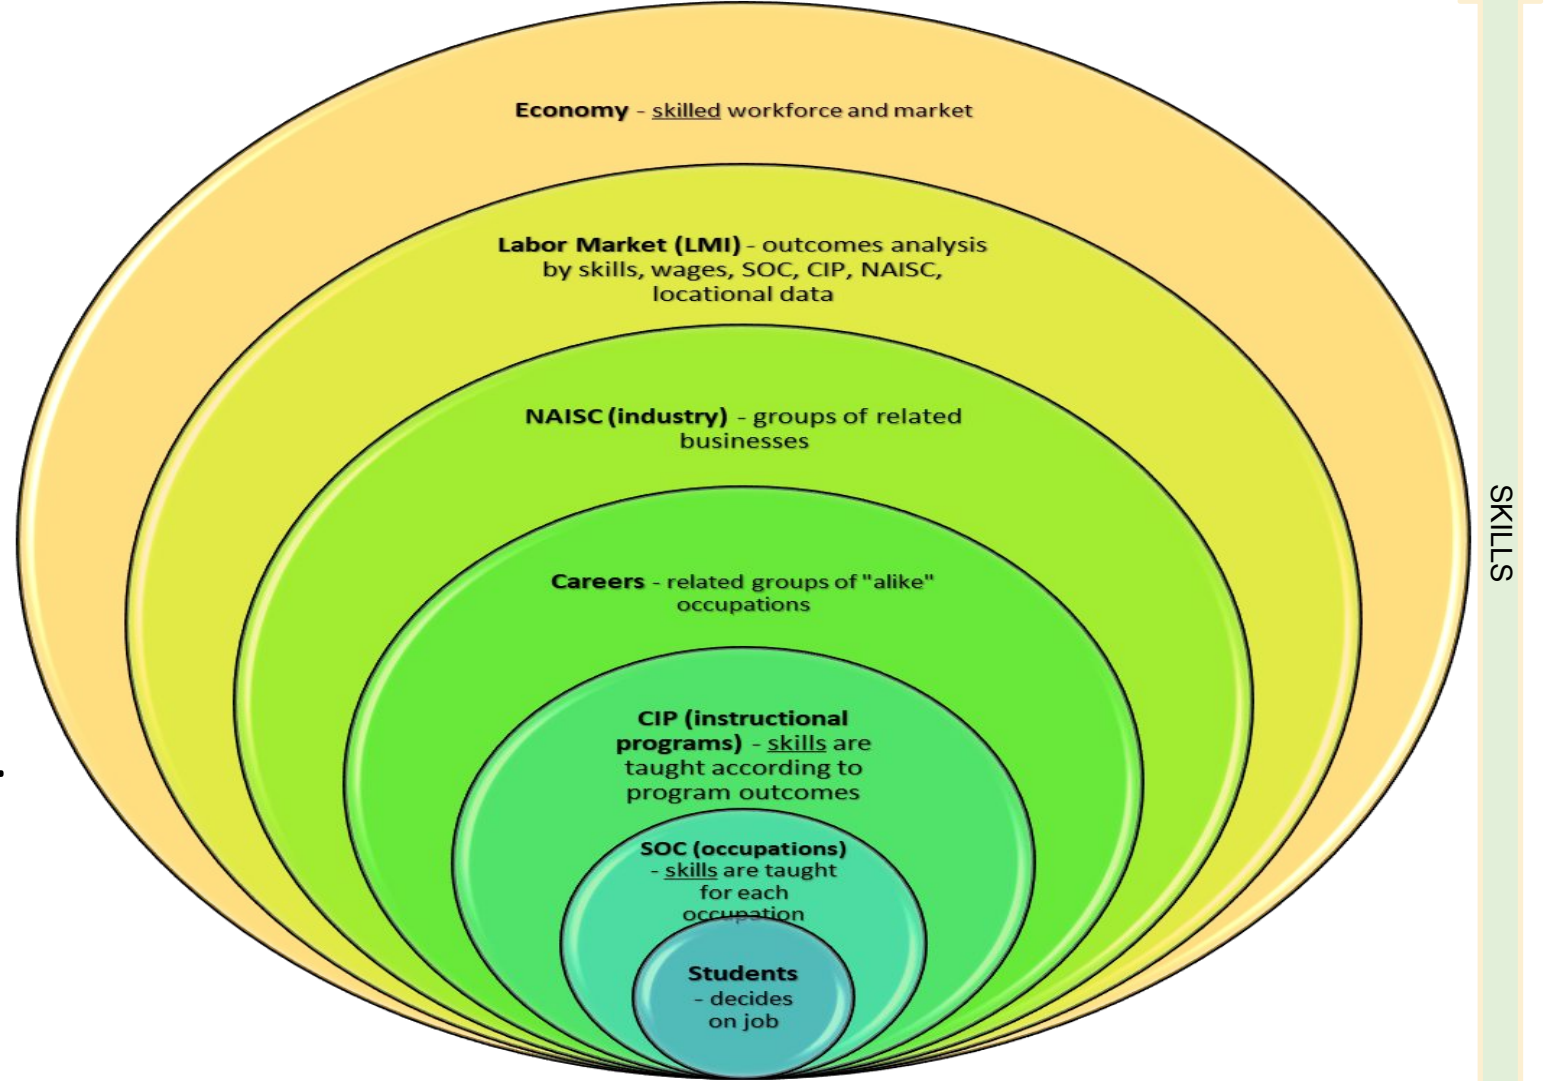 Economy - skilled workforce and market
Labor Market (LMI) - outcomes analysis
by skills, wages, SOC, CIP, NAISC,
locational data
NAISC (industry) - groups of related
businesses
Careers - related groups of "alike"
occupations
CIP (instructional
programs) - skills are
taught according to
program outcomes
SOC (occupations)
- skills are taught
for each
occupation
Students
- decides
on job
SKILLS